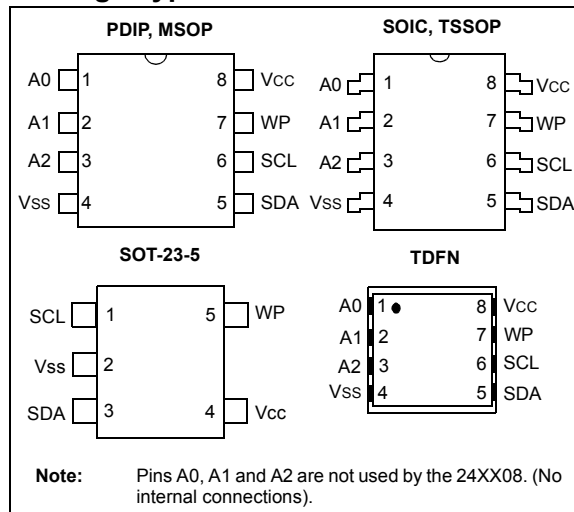 PDIP, MSOP
A0 1 8 VCC
A1 2 7 WP
A2 3 6 SCL
VSS 4 5 SDA
SOIC, TSSOP
A0 1 8 VCC
A1 2 7 WP
A2 3 6 SCL
VSS 4 5 SDA
SOT-23-5
SCL 1 5 WP
Vss 2
SDA 3 4 Vcc
TDFN
A0 1 8 VCC
A1 2 7 WP
A2 3 6 SCL
VSS 4 5 SDA
Note: Pins A0, A1 and A2 are not used by the 24XX08. (No
internal connections).